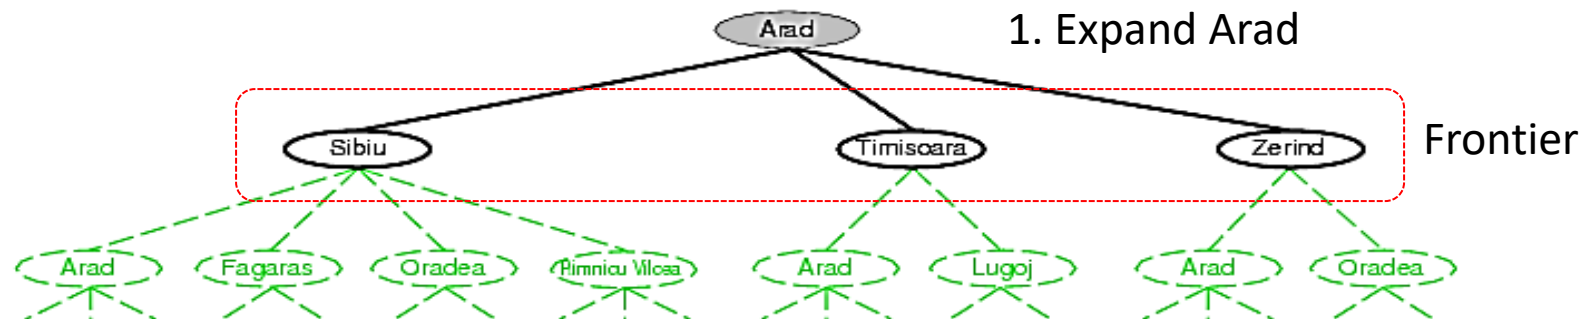 Arad
1. Expand Arad
Sibiu
Timisoara
Zerind
Frontier
Arad
Fagaras
Oradea
Rimnicu Vilcea
Arad
Lugoj
Arad
Oradea